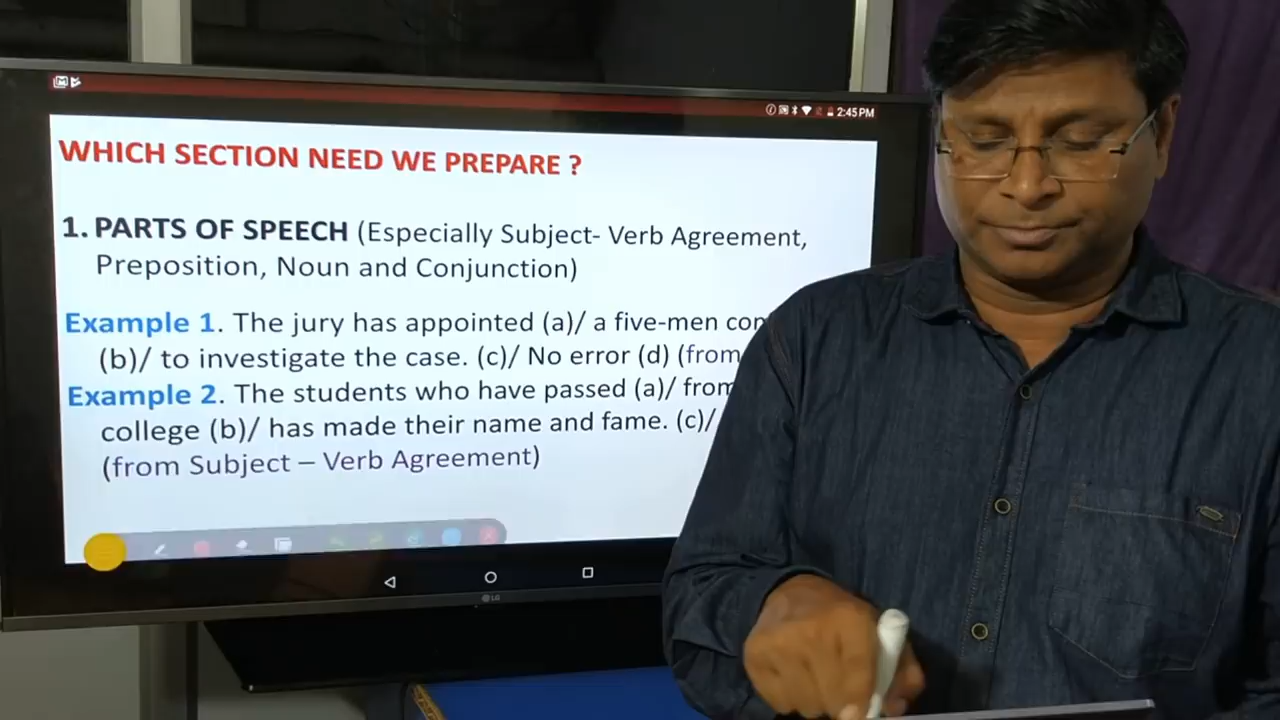 2:45 PM
WHICH SECTION NEED WE PREPARE ?
1. PARTS OF SPEECH (Especially Subject- Verb Agreement,
Preposition, Noun and Conjunction)
Example 1. The jury has appointed (a)/ a five-men
(b)/ to investigate the case. (c)/ No error (d) (from
Example 2. The students who have passed (a)/ from
college (b)/ has made their name and fame. (c)/
(from Subject – Verb Agreement)
LG